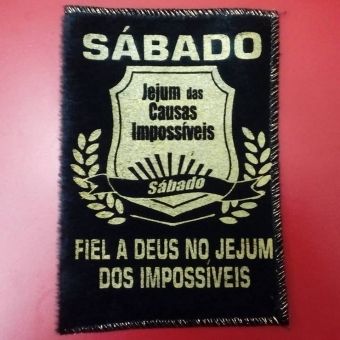 SÁBADO
Jejum das
Causas
Impossíveis
Sábado
FIEL A DEUS NO JEJUM
DOS IMPOSSÍVEIS